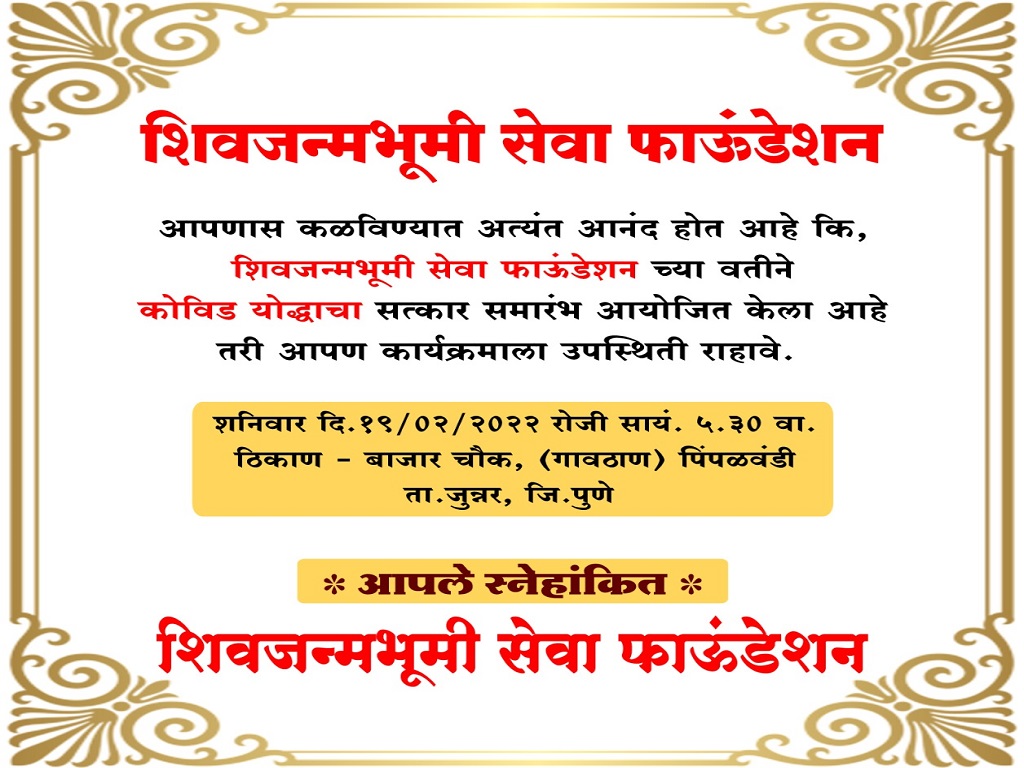 शिवजन्मभूमी सेवा फाऊंडेशन
आपणास कळविण्यात अत्यंत आनंद होत आहे कि,
शिवजन्मभूमी सेवा फाऊंडेशन च्या वतीने
कोविड योद्धाचा सत्कार समारंभ आयोजित केला आहे
तरी आपण कार्यक्रमाला उपस्थिती राहावे.
शनिवार दि.१९/०२/२०२२ रोजी सायं. ५.३० वा.
ठिकाण - बाजार चौक, (गावठाण) पिंपळवंडी
ता.जुन्नर, जि.पुणे
* आपले स्नेहांकित *
शिवजन्मभूमी सेवा फाऊंडेशन